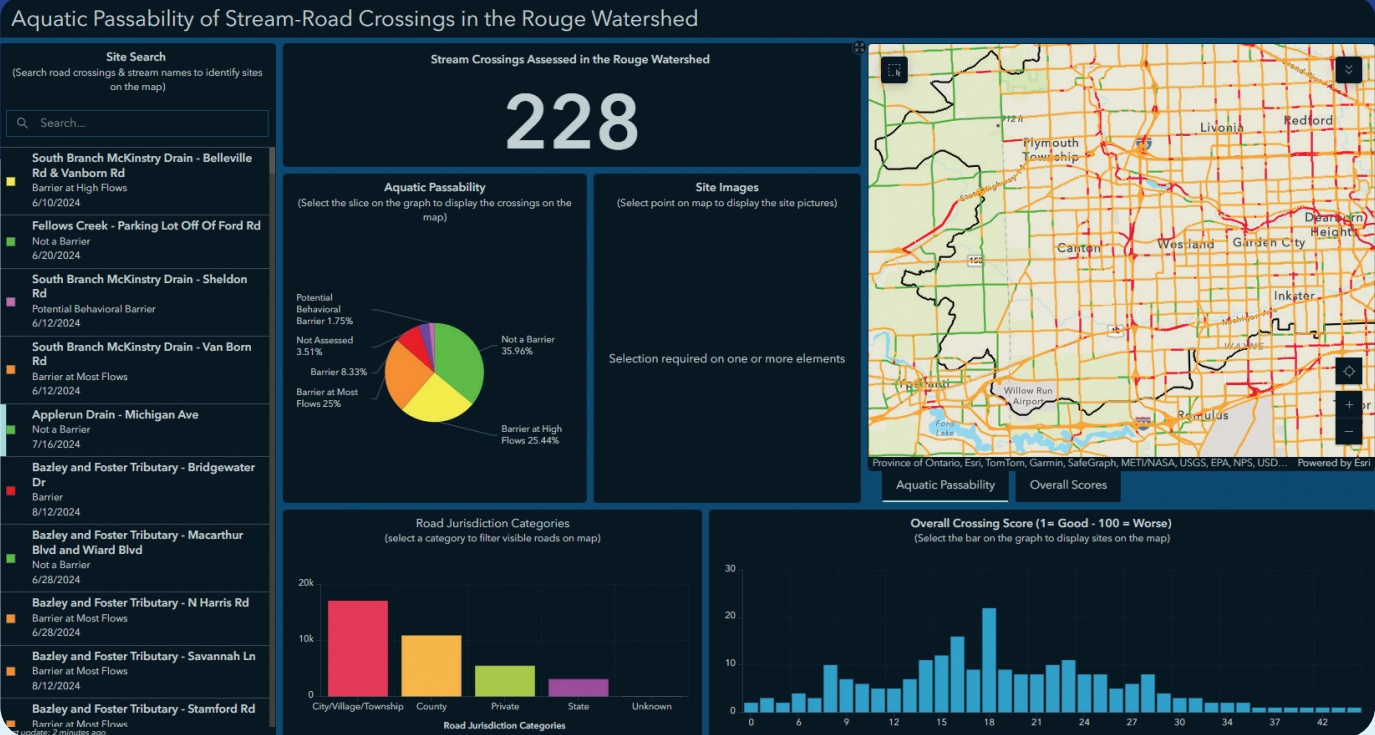 Aquatic Passability of Stream-Road Crossings in the Rouge Watershed
Site Search
(Search road crossings & stream names to identify sites
on the map)
Search...
South Branch McKinstry Drain - Belleville
Rd & Vanborn Rd
Barrier at High Flows
6/10/2024
Fellows Creek - Parking Lot Off Of Ford Rd
Not a Barrier
6/20/2024
South Branch McKinstry Drain - Sheldon
Rd
Potential Behavioral Barrier
6/12/2024
South Branch McKinstry Drain - Van Born
Rd
Barrier at Most Flows
6/12/2024
Applerun Drain - Michigan Ave
Not a Barrier
7/16/2024
Bazley and Foster Tributary - Bridgewater
Dr
Barrier
8/12/2024
Bazley and Foster Tributary - Macarthur
Blvd and Wiard Blvd
Not a Barrier
6/28/2024
Bazley and Foster Tributary - N Harris Rd
Barrier at Most Flows
6/28/2024
Bazley and Foster Tributary - Savannah Ln
Barrier at Most Flows
8/12/2024
Bazley and Foster Tributary - Stamford Rd
Barrier at Most Flows
update: 2 minutes ago
Stream Crossings Assessed in the Rouge Watershed
228
Aquatic Passability
(Select the slice on the graph to display the crossings on the
map)
Potential
Behavioral
Barrier 1.75%
Not Assessed
3.51%
Barrier 8.33%
Barrier at Most
Flows 25%
Not a Barrier
35.96%
Barrier at High
Flows 25.44%
Site Images
(Select point on map to display the site pictures)
Selection required on one or more elements
712 ft
Plymouth
Township
Livonia
Redford
Dearborn
Heights
Canton
Westland
Garden City
153
Inkster
Michigan Ave
WAYNE
Ypsilanti
Willow Run
Airport
Ford
Lake
Romulus
+
−
Province of Ontario, Esri, TomTom, Garmin, SafeGraph, METI/NASA, USGS, EPA, NPS, USD...
Powered by Esri
Aquatic Passability
Overall Scores
Road Jurisdiction Categories
(select a category to filter visible roads on map)
20k
10k
0
City/Village/Township
County
Private
State
Unknown
Road Jurisdiction Categories
Overall Crossing Score (1= Good - 100 = Worse)
(Select the bar on the graph to display sites on the map)
30
20
10
0
0 6 9 12 15 18 21 24 27 30 34 37 42